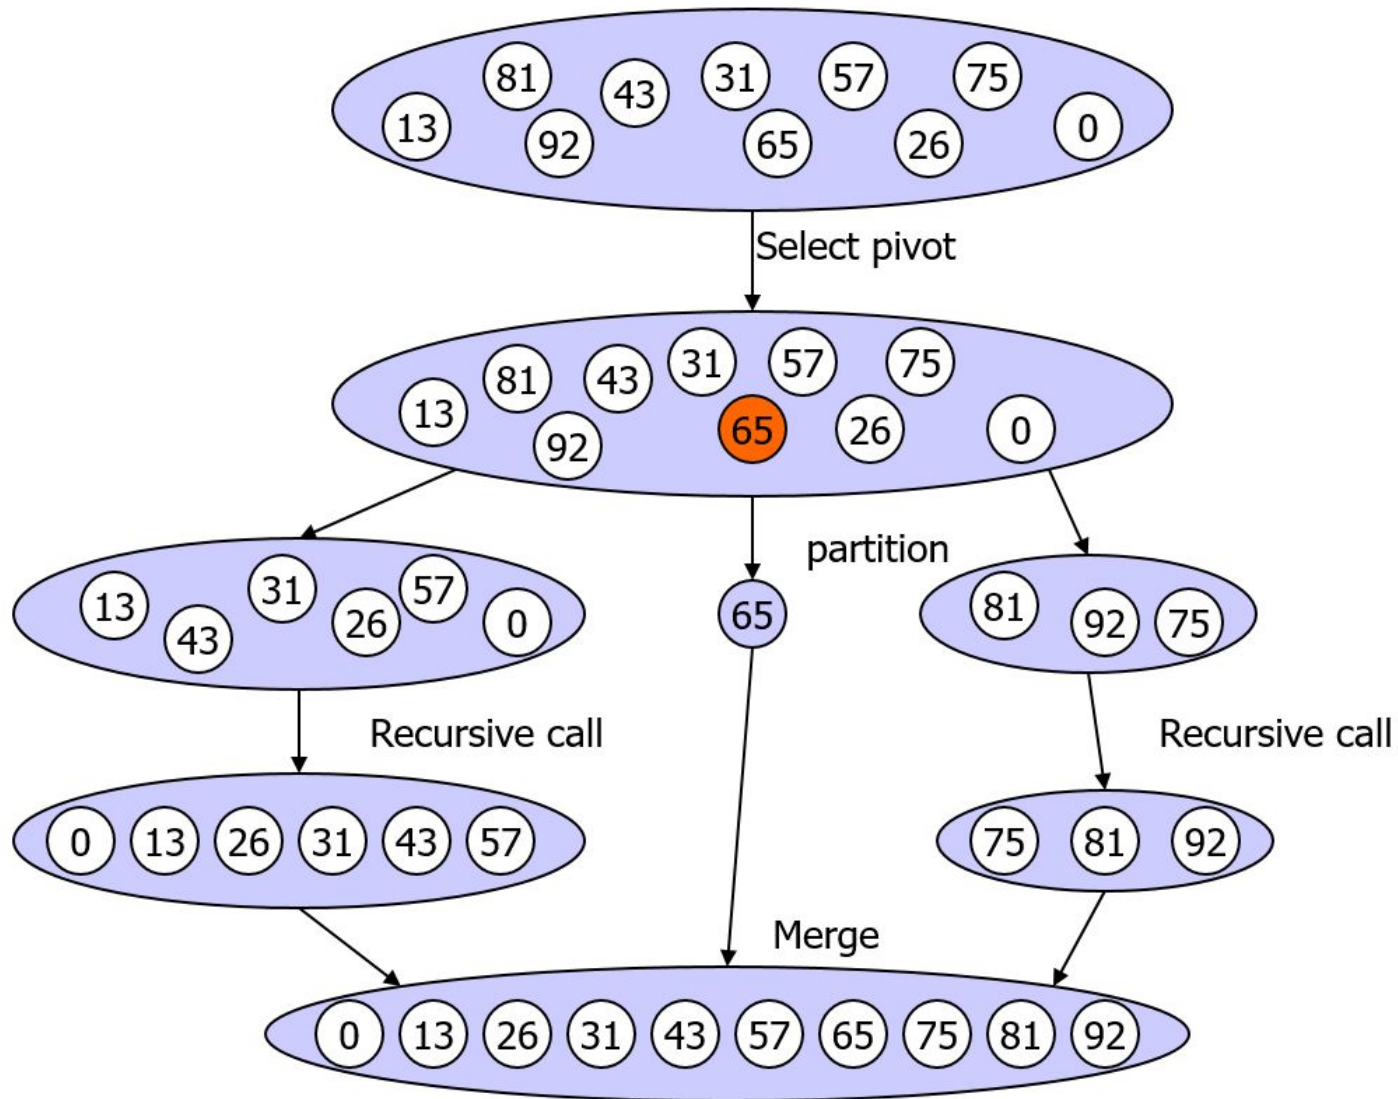 81 43 31 57 75
13 92 65 26 0
Select pivot
81 43 31 57 75
13 92 65 26 0
partition
13 43 31 26 57 0
65
81 92 75
Recursive call
Recursive call
0 13 26 31 43 57
75 81 92
Merge
0 13 26 31 43 57 65 75 81 92